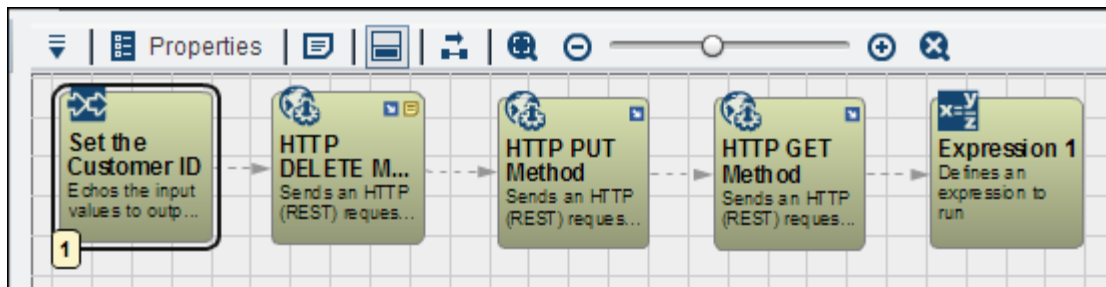 Properties
Set the
Customer ID
Echos the input
values to outp...
1
HTTP
DELETE M...
Sends an HTTP
(REST) reques...
HTTP PUT
Method
Sends an HTTP
(REST) reques...
HTTP GET
Method
Sends an HTTP
(REST) reques...
x=y/z
Expression 1
Defines an
expression to
run